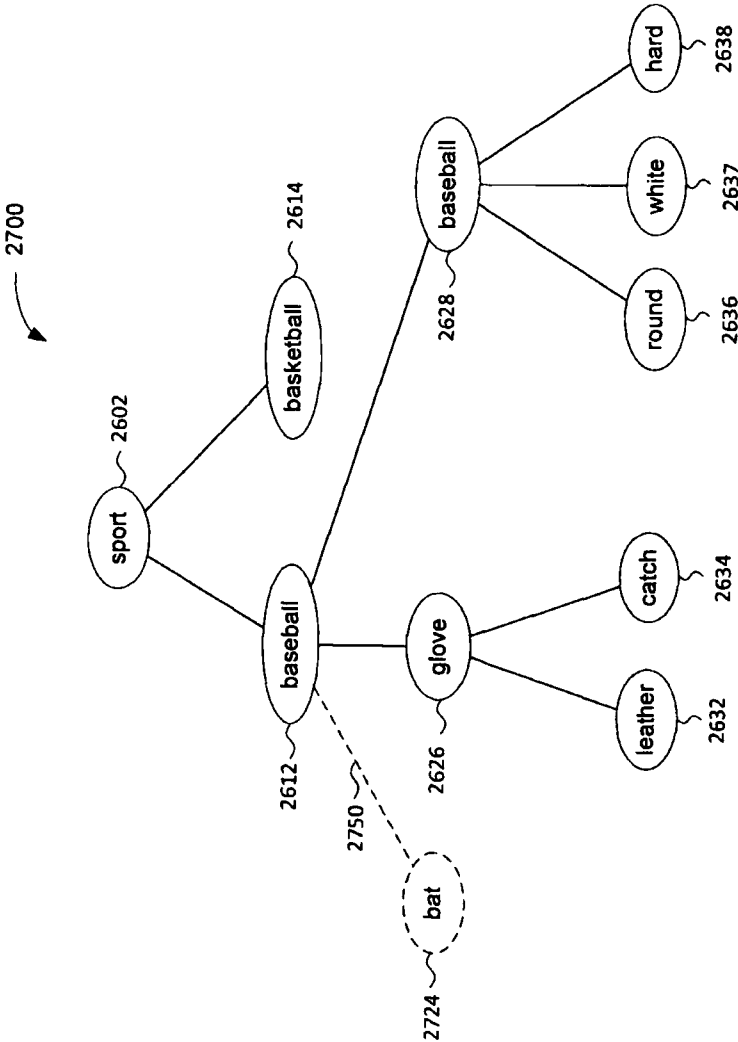 2700
sport
2602
baseball
2612
basketball
2614
2750
bat
2724
glove
2626
baseball
2628
leather
2632
catch
2634
round
2636
white
2637
hard
2638